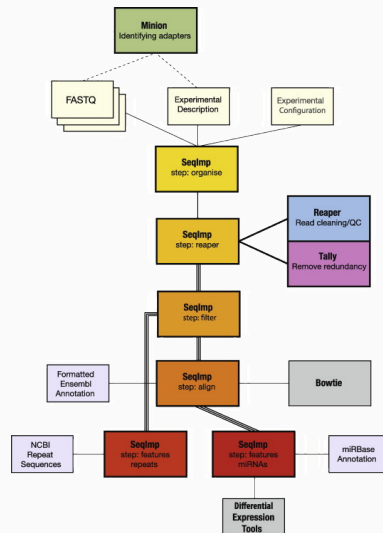 Minion
Identifying adapters
FASTQ
Experimental
Description
Experimental
Configuration
SeqImp
step: organise
SeqImp
step: reaper
Reaper
Read cleaning/QC
Tally
Remove redundancy
SeqImp
step: filter
Formatted
Ensembl
Annotation
SeqImp
step: align
Bowtie
NCBI
Repeat
Sequences
SeqImp
step: features
repeats
SeqImp
step: features
miRNAs
miRBase
Annotation
Differential
Expression
Tools